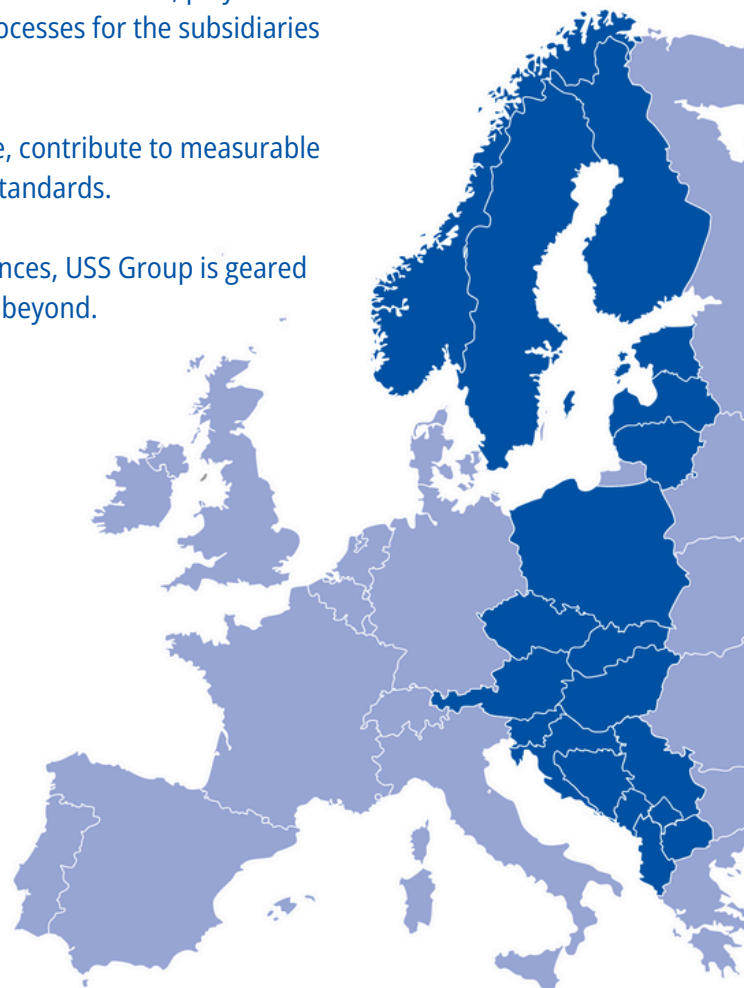 ocesses for the subsidiaries
e, contribute to measurable
tandards.
nces, USS Group is geared
beyond.